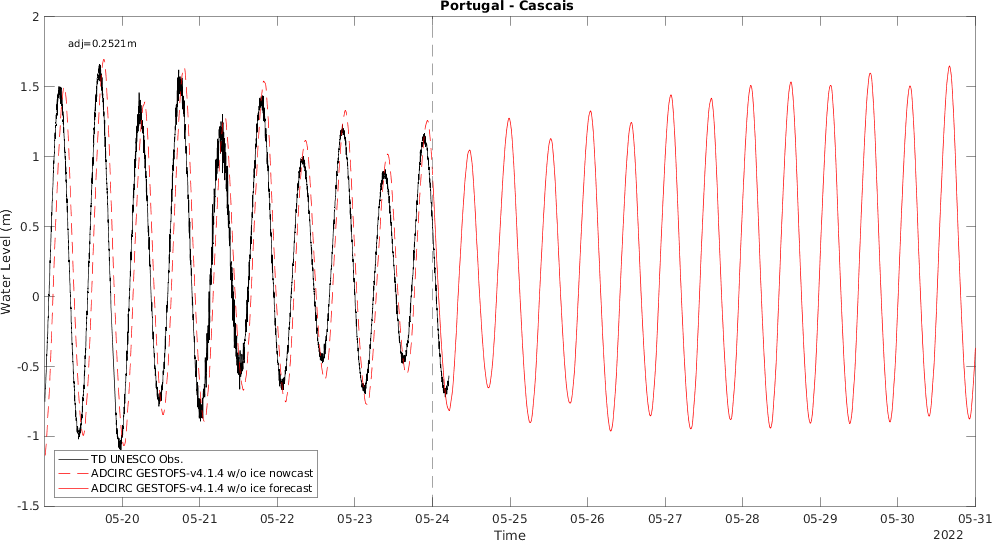 Portugal - Cascais
adj=0.2521m
Water Level (m)
2
1.5
1
0.5
0
-0.5
-1
-1.5
TD UNESCO Obs.
ADCIRC GESTOFS-v4.1.4 w/o ice nowcast
ADCIRC GESTOFS-v4.1.4 w/o ice forecast
05-20 05-21 05-22 05-23 05-24 05-25 05-26 05-27 05-28 05-29 05-30 05-31
Time
2022